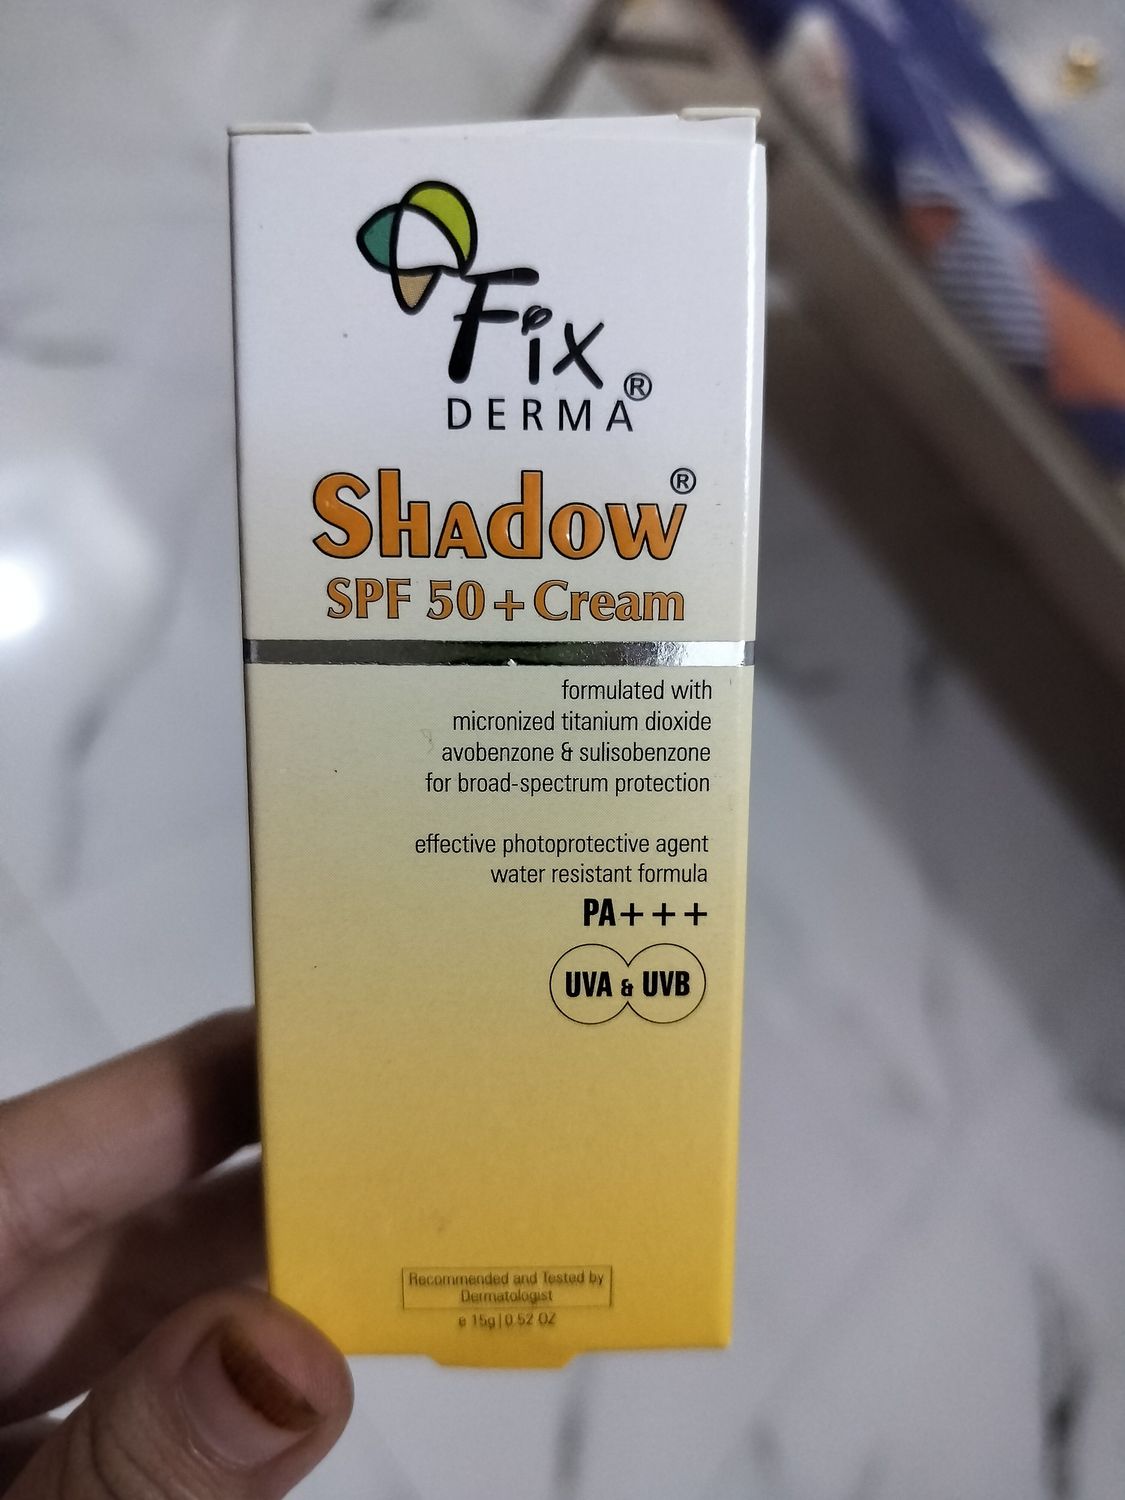 Fix
DERMA®
Shadow®
SPF 50+ Cream
formulated with
micronized titanium dioxide
avobenzone & sulisobenzone
for broad-spectrum protection
effective photoprotective agent
water resistant formula
PA+++
UVA & UVB
Recommended and Tested by
Dermatologist
e 15g|0.52 OZ